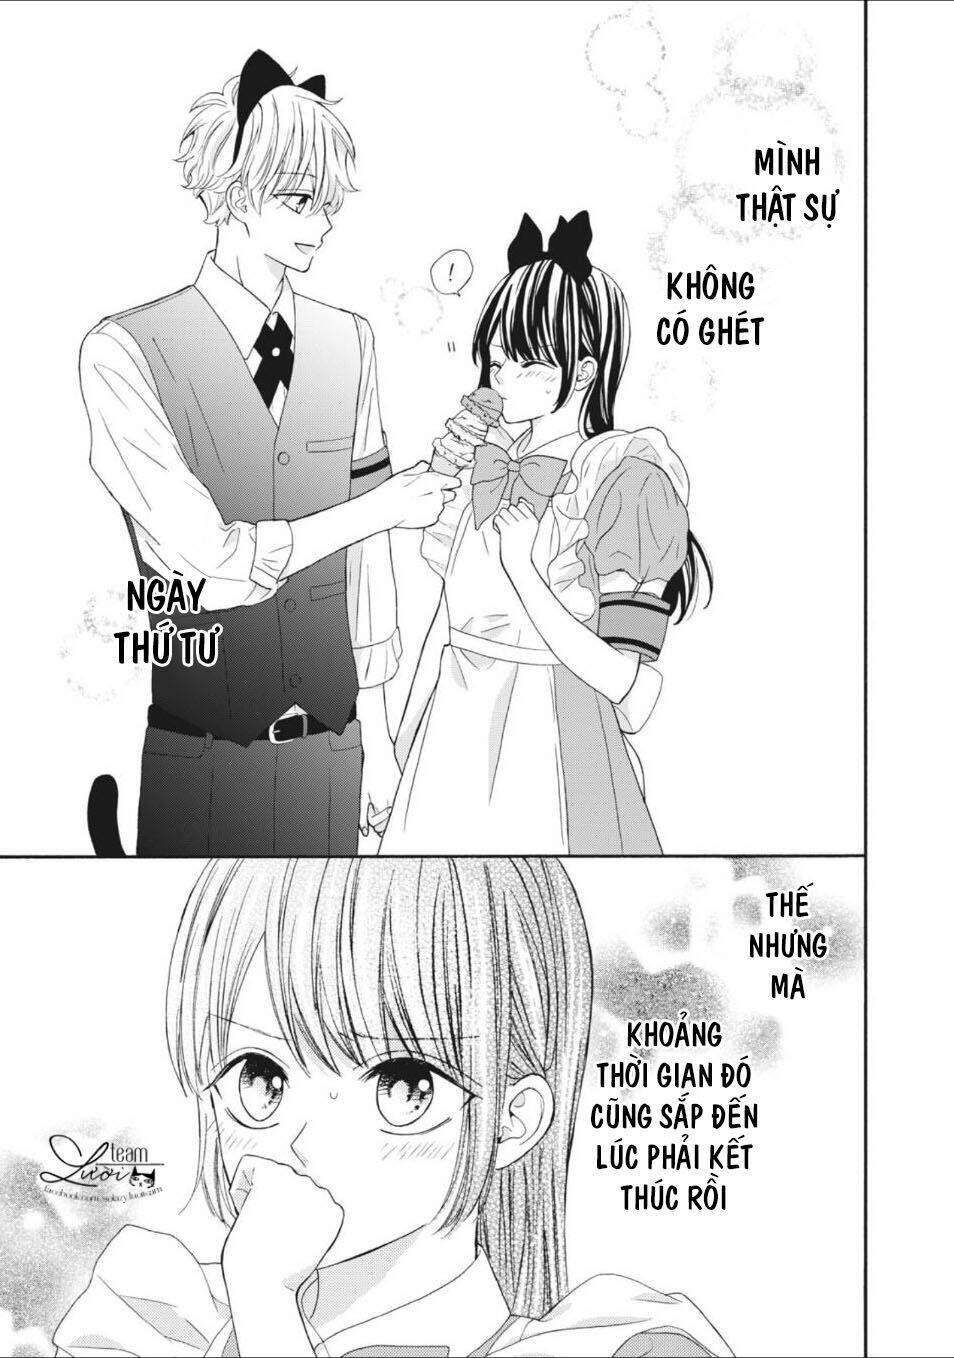 MÌNH
THẬT SỰ
KHÔNG
CÓ GHÉT
!
NGÀY
THỨ TƯ
THẾ
NHƯNG
MÀ
KHOẢNG
THỜI GIAN ĐÓ
CŨNG SẮP ĐẾN
LÚC PHẢI KẾT
THÚC RỒI
team
Lười